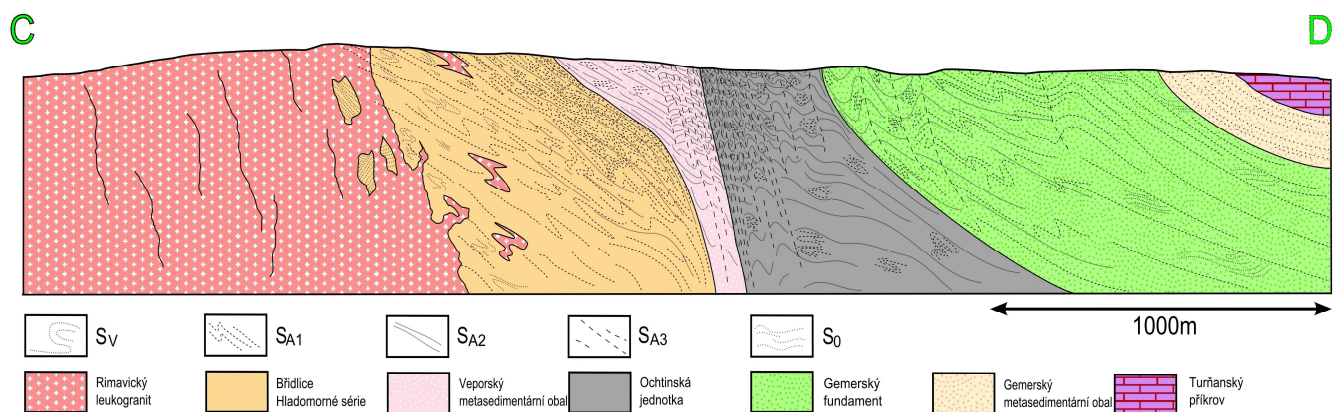 C
D
1000m
Sv
SA1
SA2
SA3
S0
Rimavický
leukogranit
Břidlice
Hladomorné série
Veporský
metasedimentární obal
Ochtinská
jednotka
Gemerský
fundament
Gemerský
metasedimentární obal
Turňanský
příkrov